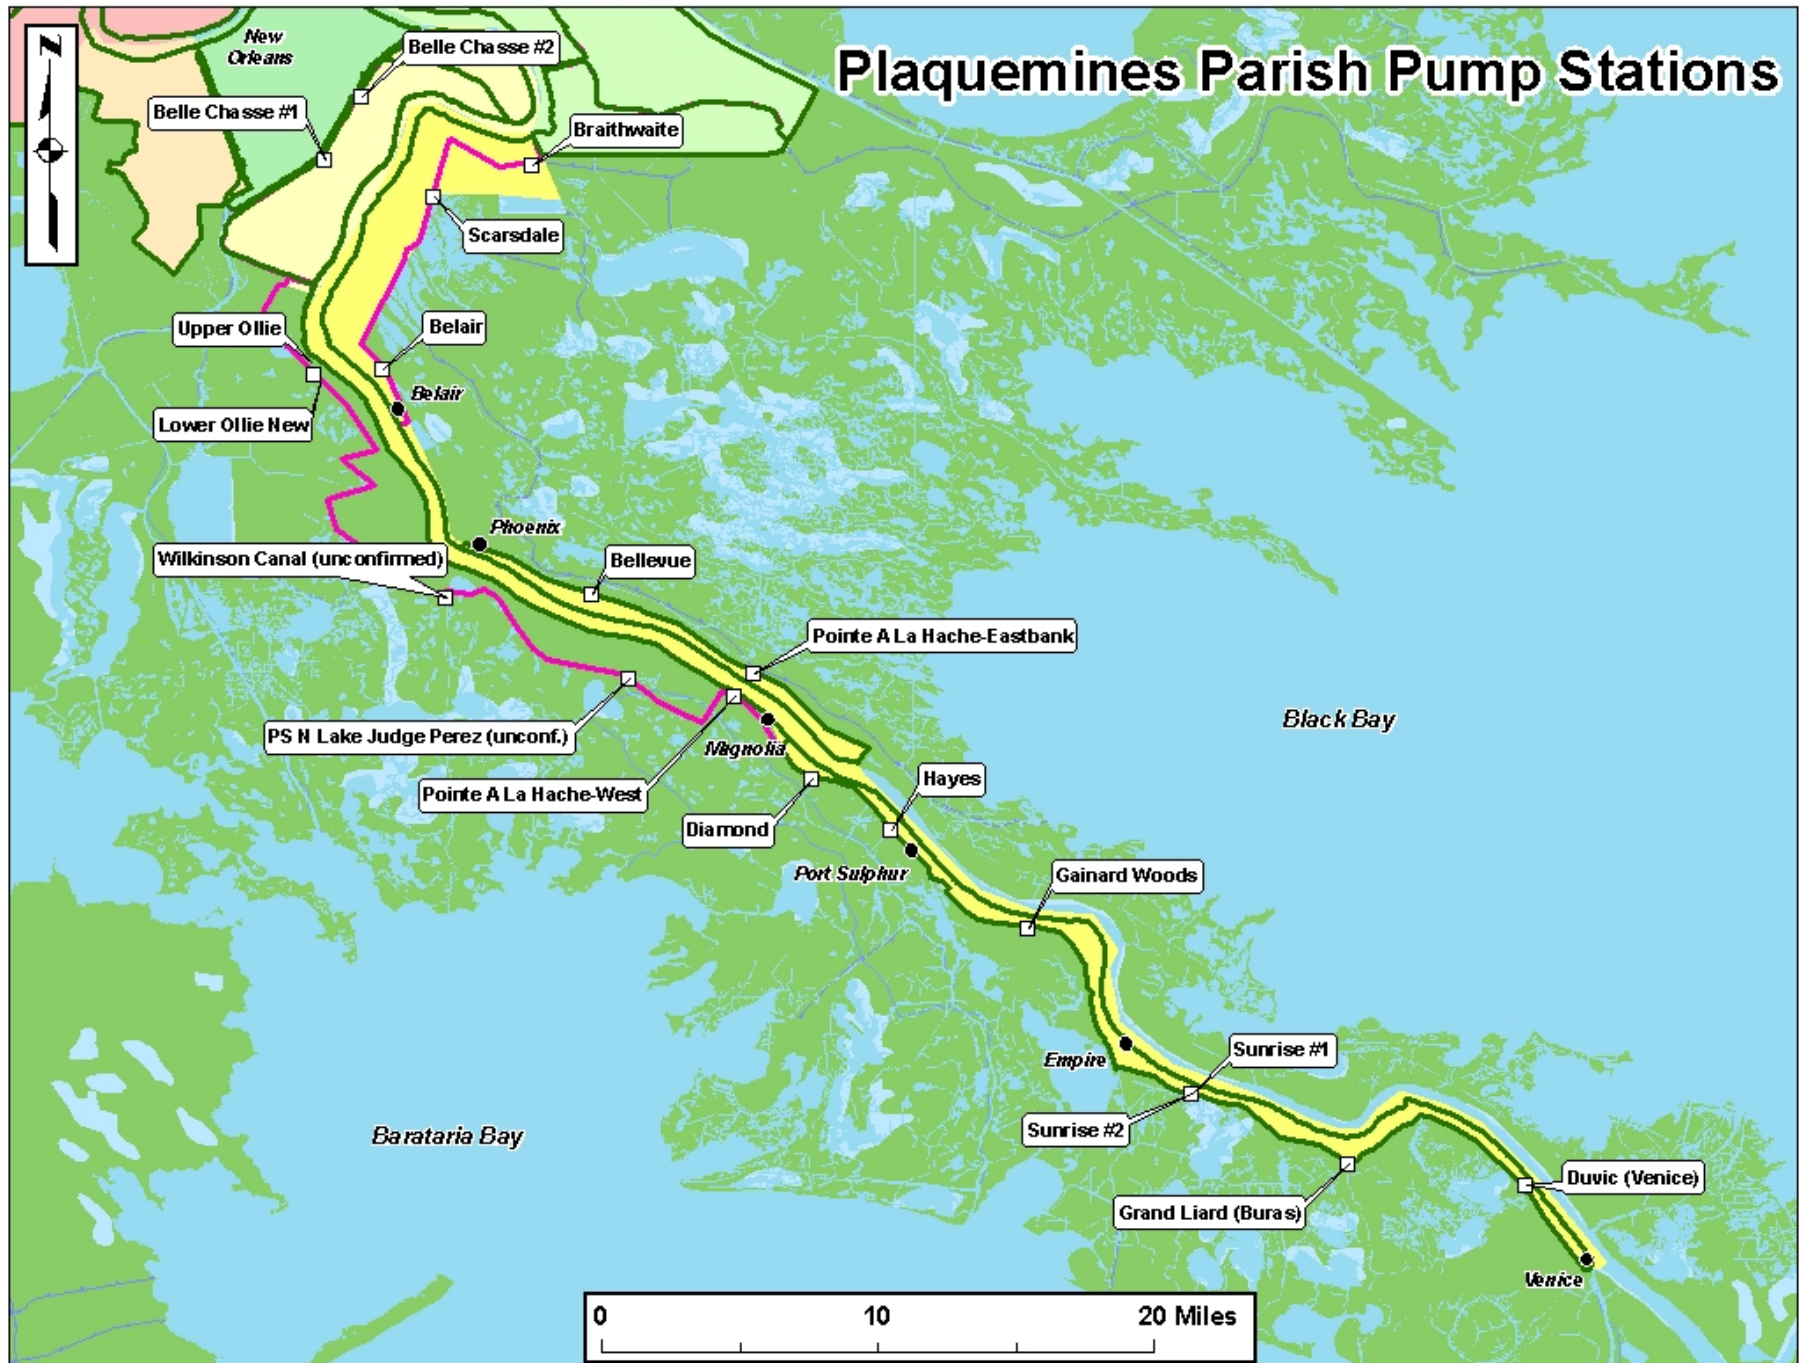 Plaquemines Parish Pump Stations
N
New
Orleans
Belle Chasse #2
Belle Chasse #1
Braithwaite
Scarsdale
Upper Ollie
Belair
Belair
Lower Ollie New
Phoenix
Wilkinson Canal (unconfirmed)
Bellevue
Pointe A La Hache-Eastbank
Black Bay
PS N Lake Judge Perez (unconf.)
Magnolia
Hayes
Pointe A La Hache-West
Diamond
Port Sulphur
Gainard Woods
Empire
Sunrise #1
Sunrise #2
Barataria Bay
Duvic (Venice)
Grand Liard (Buras)
Venice
0 10 20 Miles